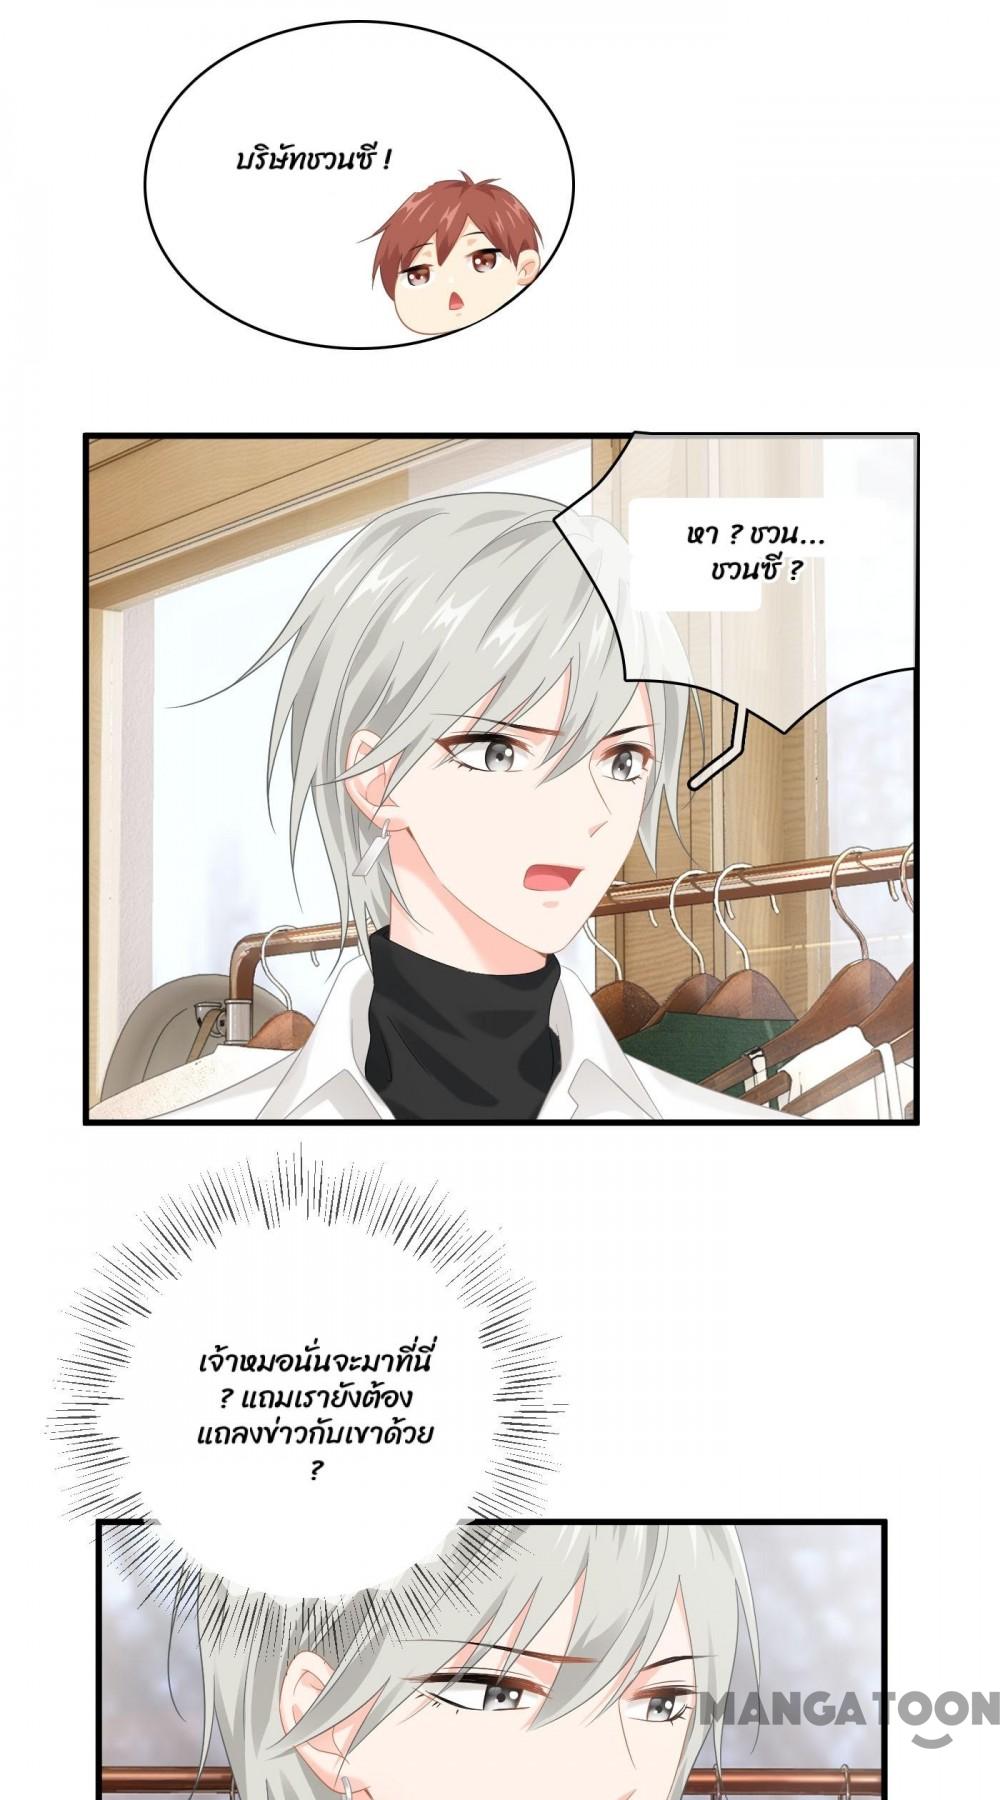 บริษัทชวนซี !
หา ? ชวน...
ชวนซี ?
เจ้าหมอนั่นจะมาที่นี่
? แถมเรายังต้อง
แถลงข่าวกับเขาด้วย
?
MANGATOON